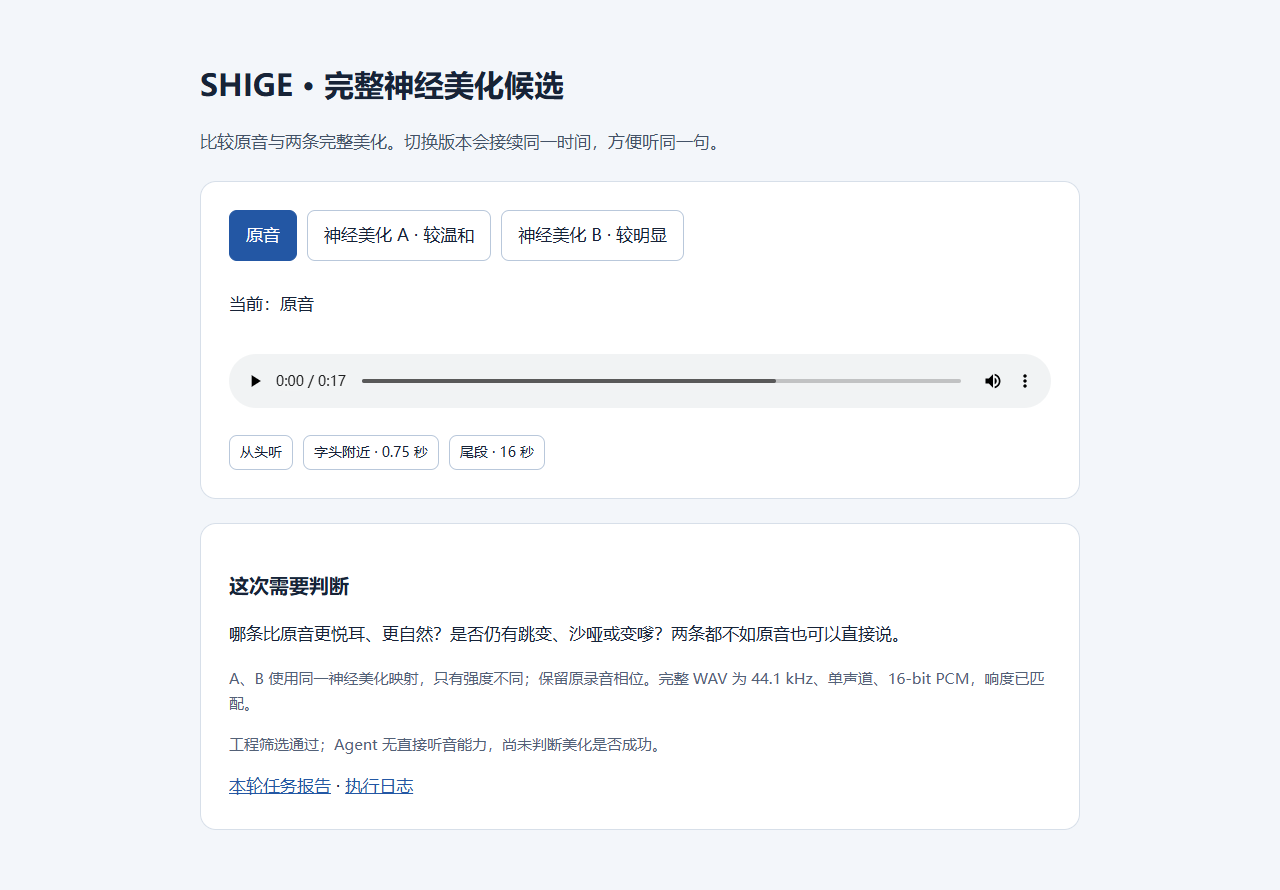 SHIGE • 完整神经美化候选
比较原音与两条完整美化。切换版本会接续同一时间，方便听同一句。
原音
神经美化 A · 较温和
神经美化 B · 较明显
当前：原音
0:00 / 0:17
从头听
字头附近 · 0.75 秒
尾段 · 16 秒
这次需要判断
哪条比原音更悦耳、更自然？是否仍有跳变、沙哑或变嗲？两条都不如原音也可以直接说。
A、B 使用同一神经美化映射，只有强度不同；保留原录音相位。完整 WAV 为 44.1 kHz、单声道、16-bit PCM，响度已匹
配。
工程筛选通过；Agent 无直接听音能力，尚未判断美化是否成功。
本轮任务报告 · 执行日志